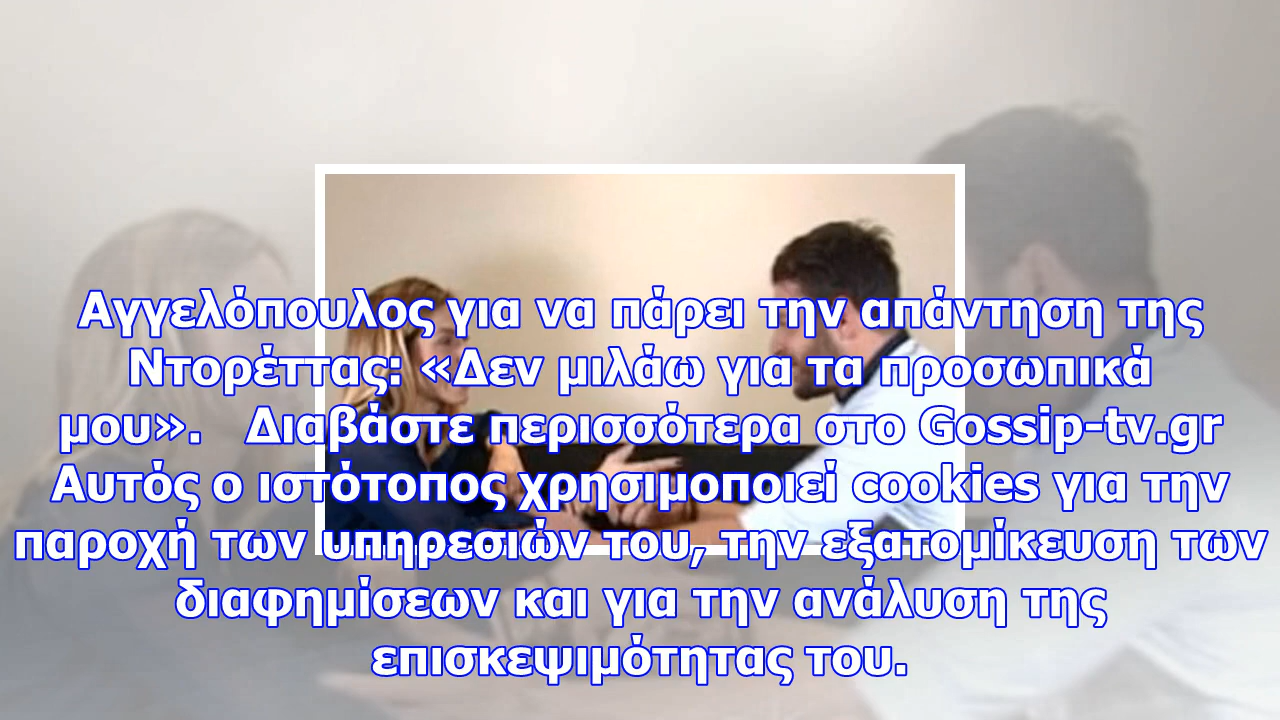 Αγγελόπουλος για να πάρει την απάντηση της
Ντορέττας: «Δεν μιλάω για τα προσωπικά
μου». Διαβάστε περισσότερα στο Gossip-tv.gr
Αυτός ο ιστότοπος χρησιμοποιεί cookies για την
παροχή των υπηρεσιών του, την εξατομίκευση των
διαφημίσεων και για την ανάλυση της
επισκεψιμότητας του.